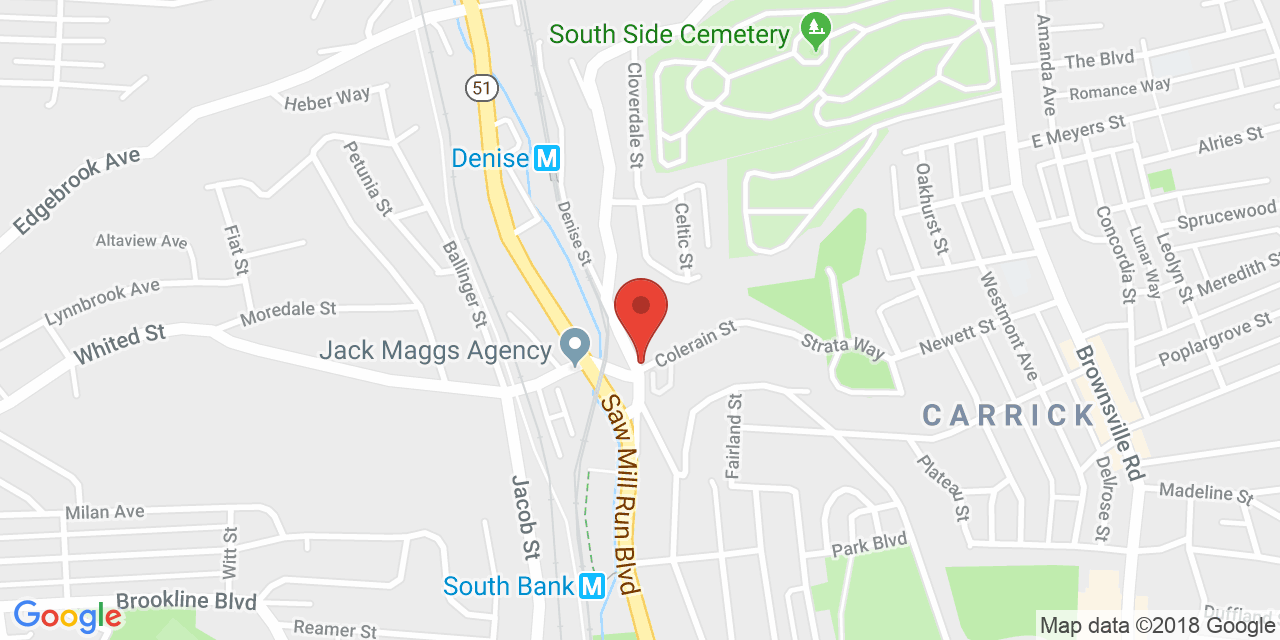 South Side Cemetery
The Blvd
Amanda Ave
Romance Way
Cloverdale St
51
Heber Way
E Meyers St
Alries St
Edgebrook Ave
Petunia St
Denise M
Oakhurst St
Denise St
Celtic St
Concordia St
Sprucewood
Lunar Way
Leolyn St
Fiat St
Altaview Ave
Ballinger St
Meredith S
Lynnbrook Ave
Moredale St
Westmont Ave
Whited St
Jack Maggs Agency
Colerain St
Strata Way
Newett St
Poplargrove St
Brownsville Rd
CARRICK
Saw Mill Run Blvd
Fairland St
Plateau St
Dellrose St
Madeline St
Jacob St
Milan Ave
Witt St
Park Blvd
South Bank M
Brookline Blvd
Reamer St
Duffland
Google
Map data ©2018 Google